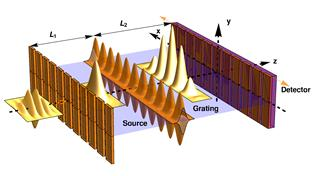 L₁
L₂
x
y
z
Detector
Grating
Source